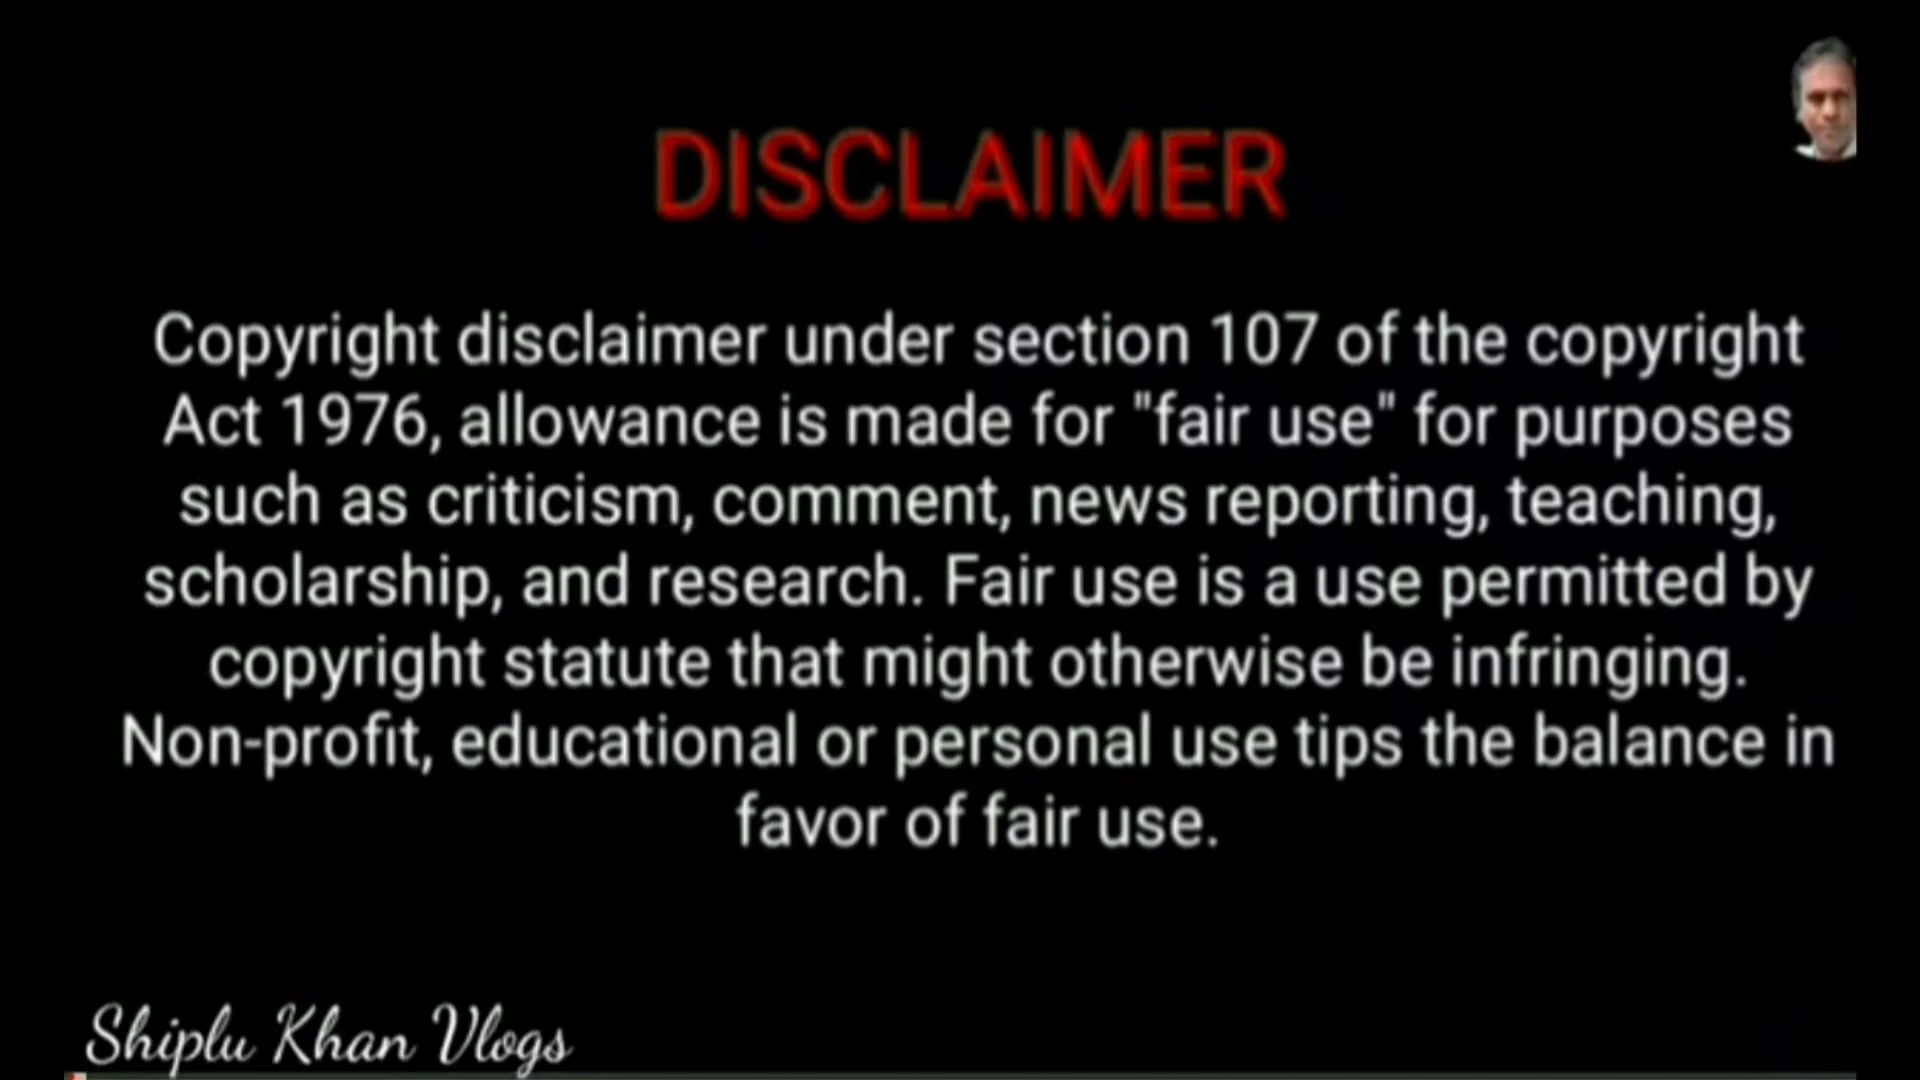 DISCLAIMER
Copyright disclaimer under section 107 of the copyright
Act 1976, allowance is made for "fair use" for purposes
such as criticism, comment, news reporting, teaching,
scholarship, and research. Fair use is a use permitted by
copyright statute that might otherwise be infringing.
Non-profit, educational or personal use tips the balance in
favor of fair use.
Shiplu Khan Vlogs